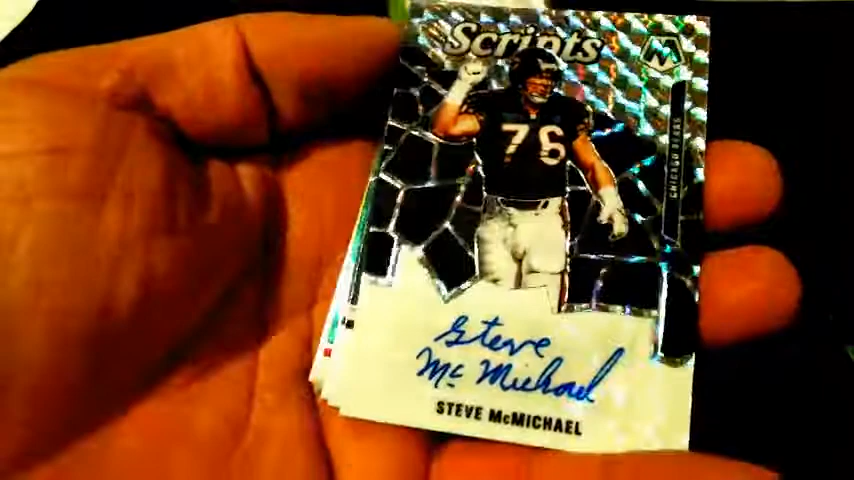 Scripts
M
76
CHICAGO BEARS
Steve
McMichael
STEVE McMICHAEL